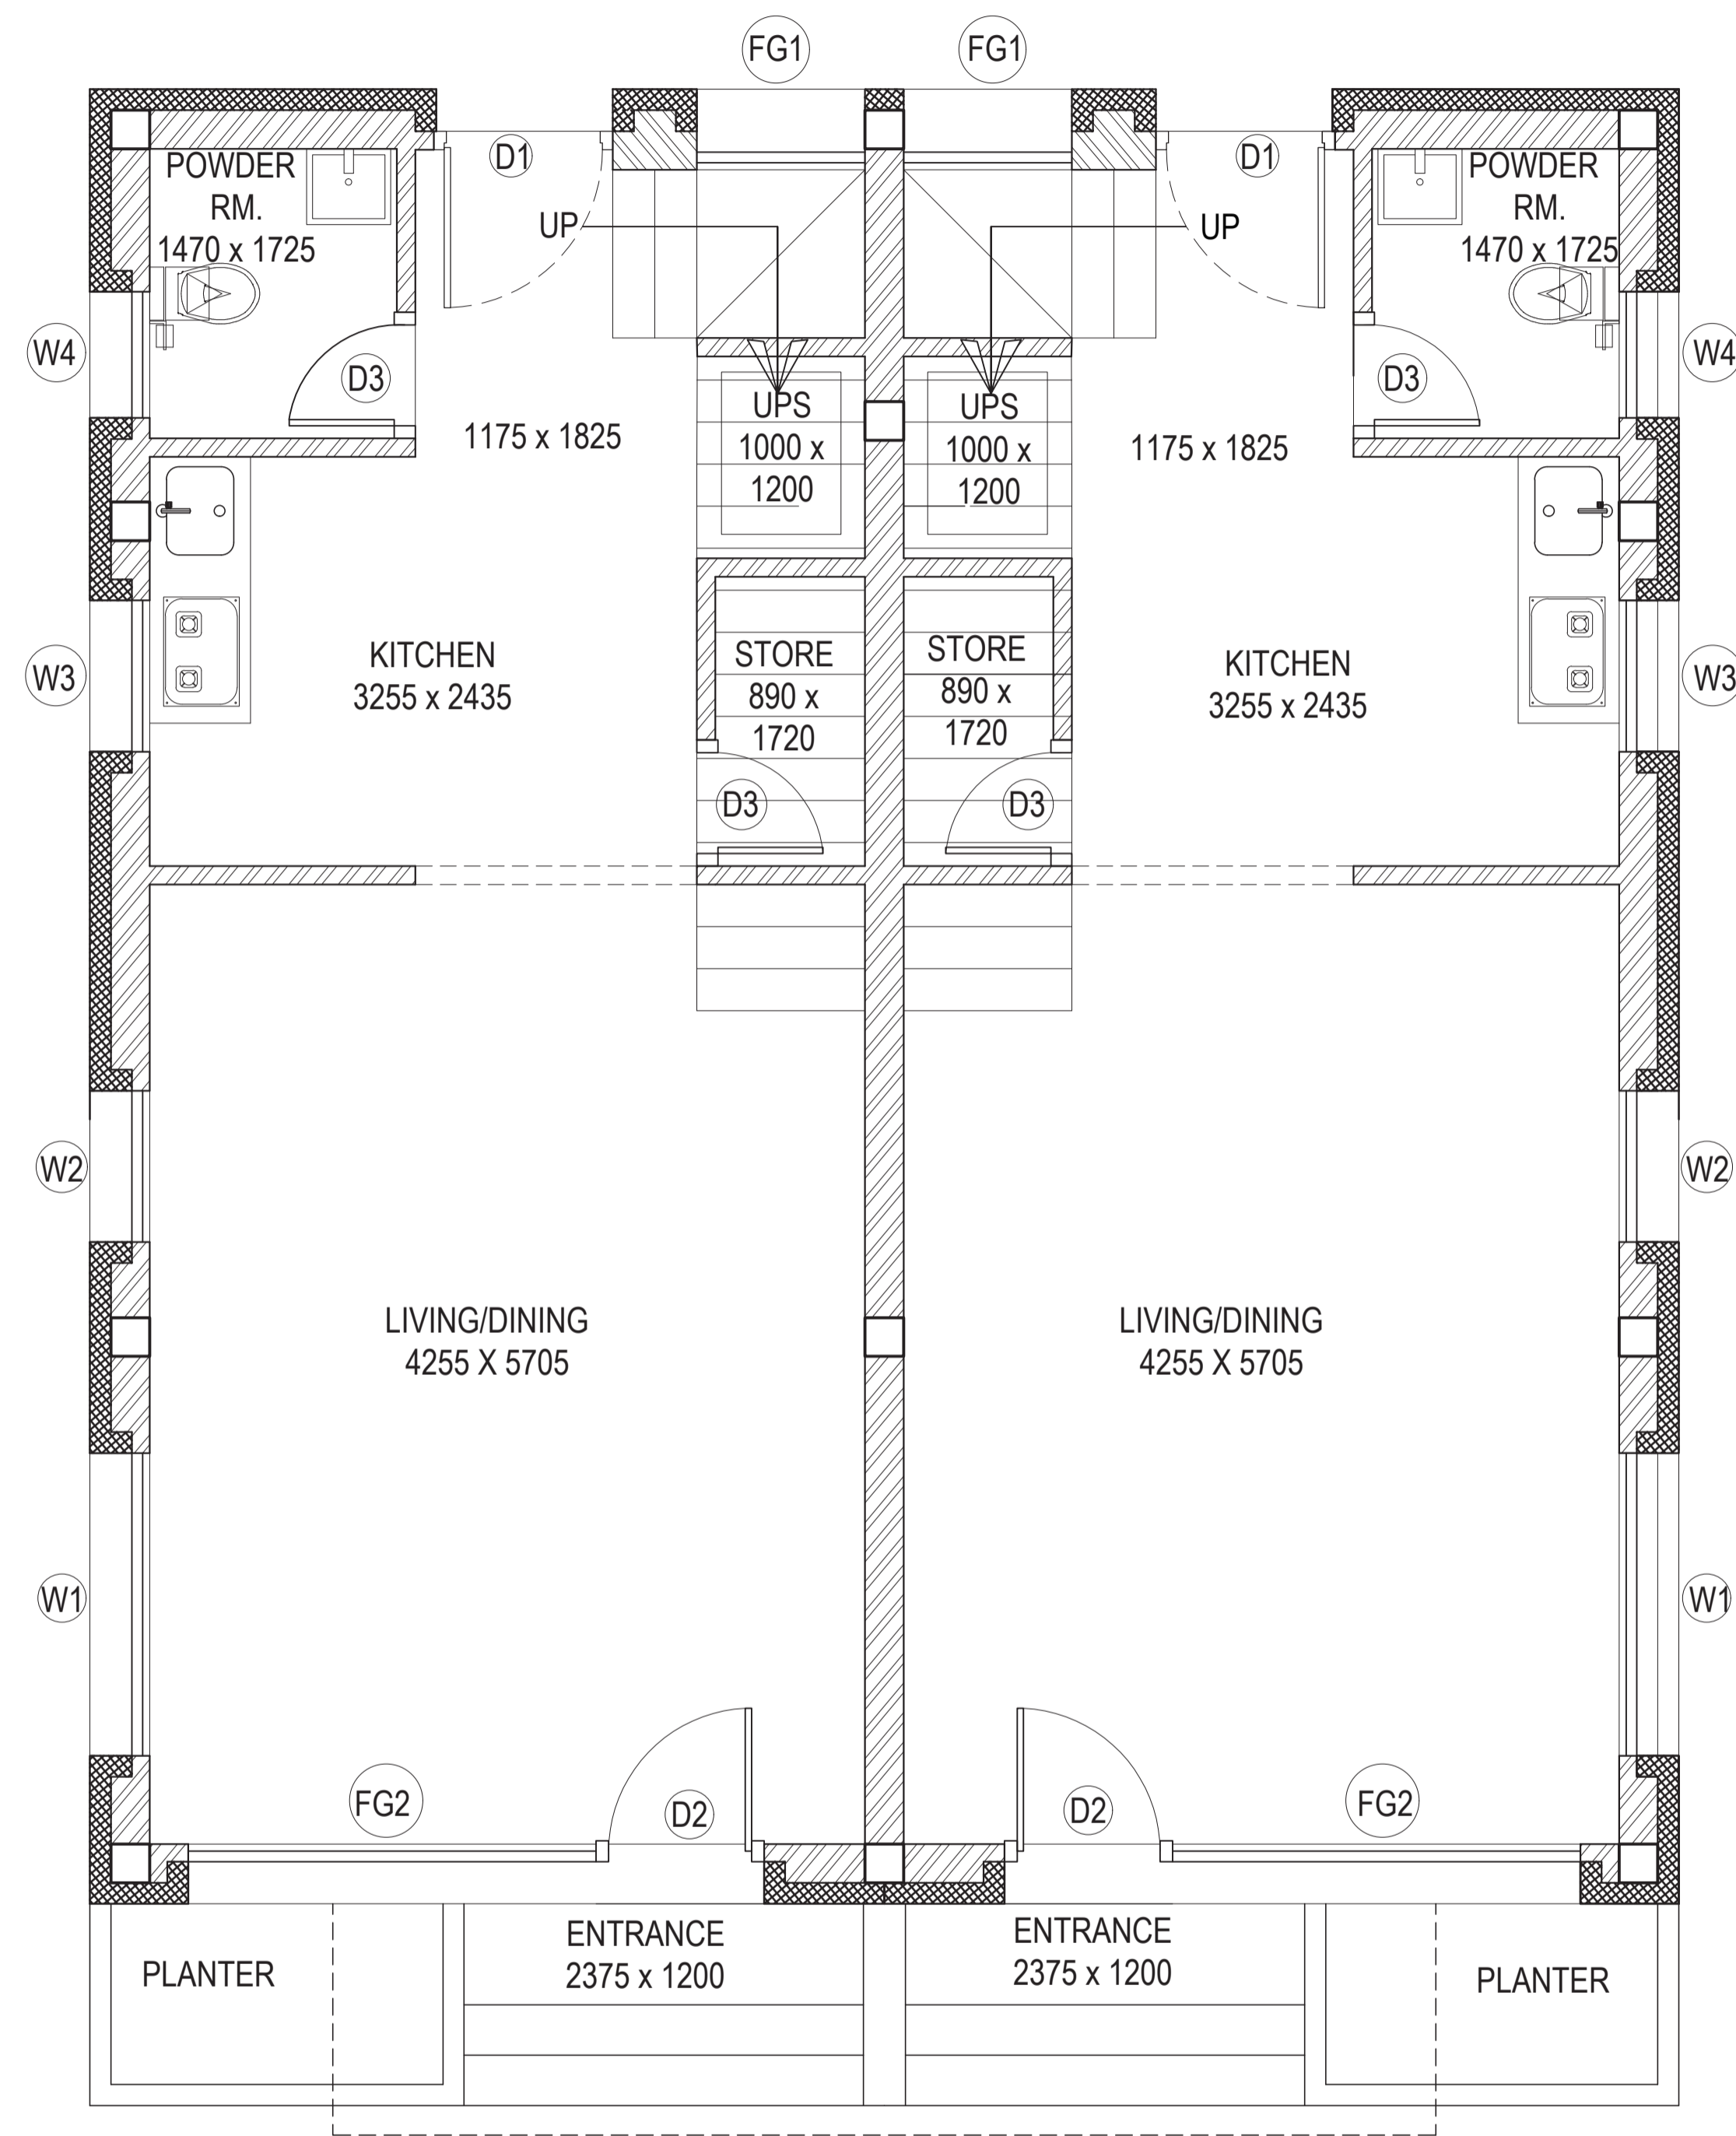 FG1
FG1
D1
D1
POWDER
RM.
1470 x 1725
POWDER
RM.
1470 x 1725
UP
UP
W4
D3
D3
W4
1175 x 1825
UPS
1000 x
1200
UPS
1000 x
1200
1175 x 1825
W3
KITCHEN
3255 x 2435
STORE
890 x
1720
STORE
890 x
1720
KITCHEN
3255 x 2435
W3
D3
D3
W2
W2
LIVING/DINING
4255 X 5705
LIVING/DINING
4255 X 5705
W1
W1
FG2
D2
D2
FG2
PLANTER
ENTRANCE
2375 x 1200
ENTRANCE
2375 x 1200
PLANTER